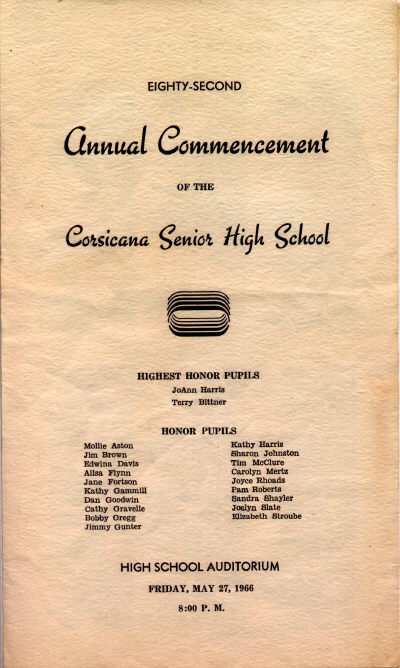 EIGHTY-SECOND
Annual Commencement
OF THE
Corsicana Senior High School
HIGHEST HONOR PUPILS
JoAnn Harris
Terry Bittner
HONOR PUPILS
Mollie Aston
Jim Brown
Edwina Davis
Ailsa Flynn
Jane Fortson
Kathy Gammill
Dan Goodwin
Cathy Gravelle
Bobby Gregg
Jimmy Gunter
Kathy Harris
Sharon Johnston
Tim McClure
Carolyn Mertz
Joyce Rhoads
Pam Roberts
Sandra Shayler
Joelyn Slate
Elizabeth Stroube
HIGH SCHOOL AUDITORIUM
FRIDAY, MAY 27, 1966
8:00 P. M.